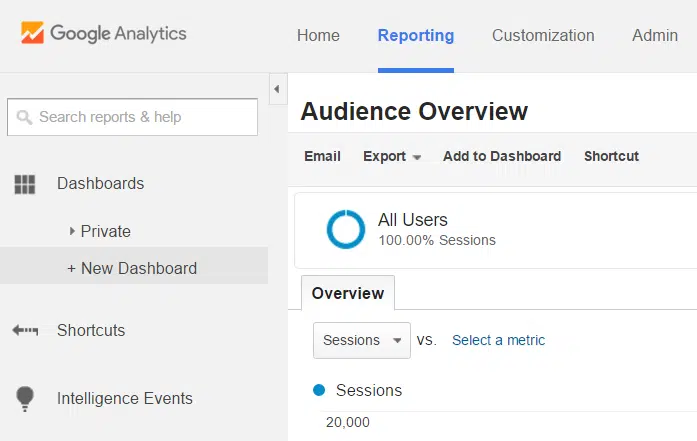 Google Analytics
Home Reporting Customization Admin
Search reports & help
Dashboards
Private
+ New Dashboard
Shortcuts
Intelligence Events
Audience Overview
Email Export Add to Dashboard Shortcut
All Users
100.00% Sessions
Overview
Sessions vs. Select a metric
Sessions
20,000